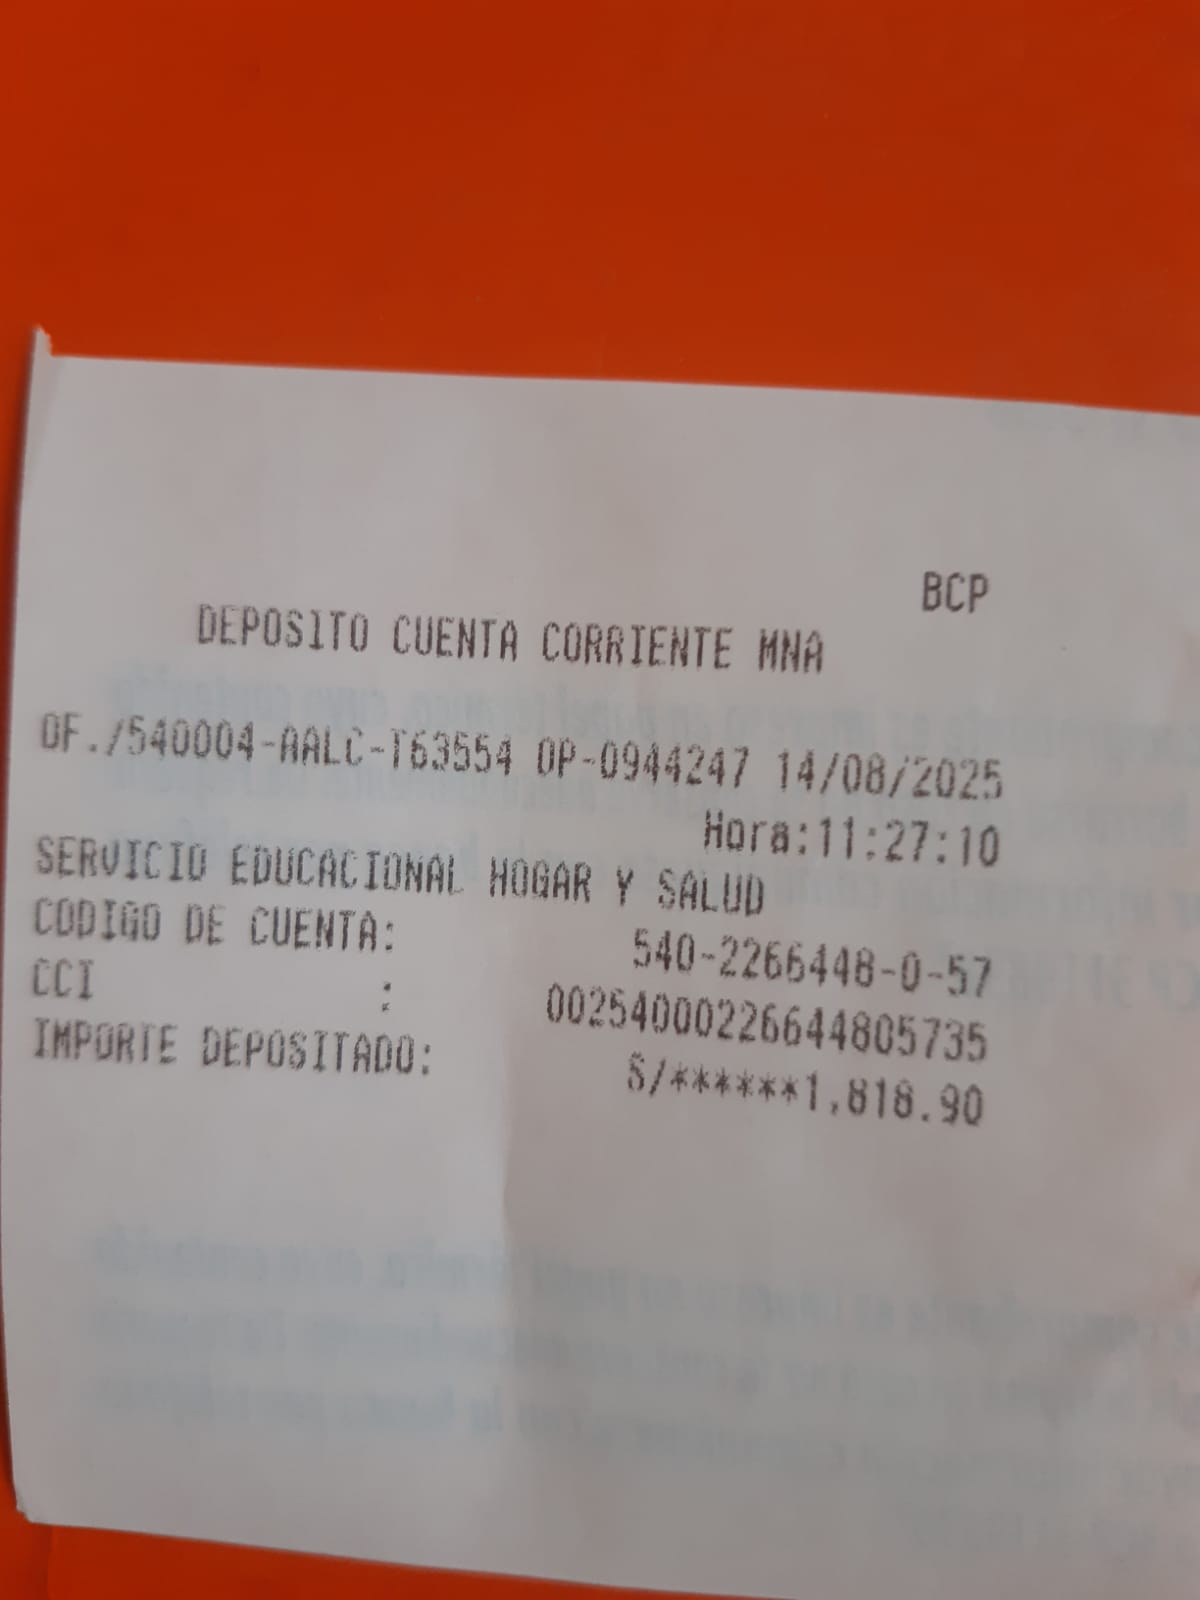 BCP
DEPOSITO CUENTA CORRIENTE MNA
OF./540004-AALC-T63554 OP-0944247 14/08/2025
Hora:11:27:10
SERVICIO EDUCACIONAL HOGAR Y SALUD
CODIGO DE CUENTA: 540-2266448-0-57
CCI : 00254000226644805735
IMPORTE DEPOSITADO: S/******1,818.90